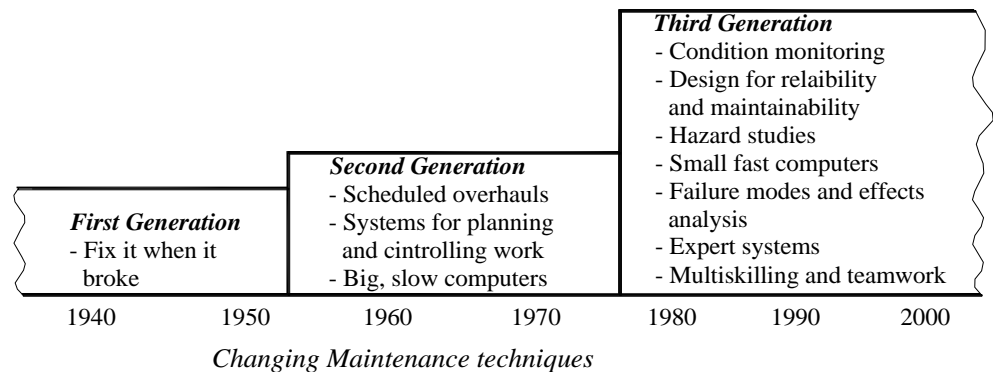 First Generation
- Fix it when it
broke
Second Generation
- Scheduled overhauls
- Systems for planning
and cintrolling work
- Big, slow computers
Third Generation
- Condition monitoring
- Design for relaibility
and maintainability
- Hazard studies
- Small fast computers
- Failure modes and effects
analysis
- Expert systems
- Multiskilling and teamwork
1940 1950 1960 1970 1980 1990 2000
Changing Maintenance techniques